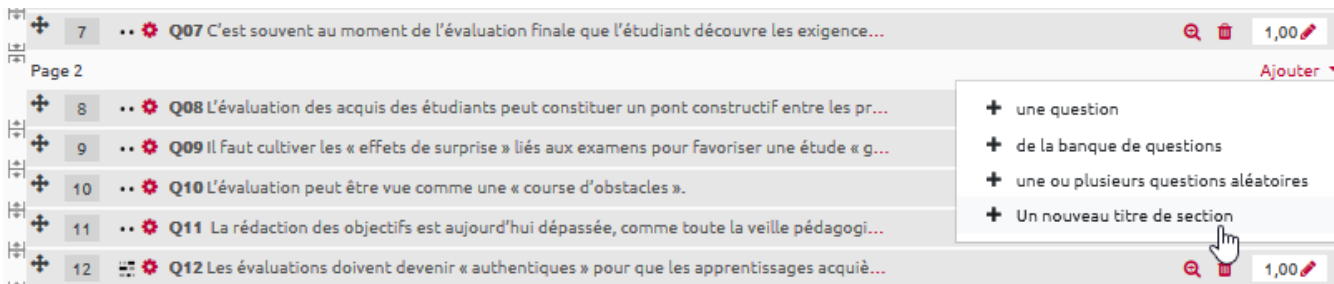 7 Q07 C'est souvent au moment de l'évaluation finale que l'étudiant découvre les exigence... 1,00
Page 2 Ajouter
8 Q08 L'évaluation des acquis des étudiants peut constituer un pont constructif entre les pr...
9 Q09 Il faut cultiver les « effets de surprise » liés aux examens pour favoriser une étude « g...
10 Q10 L'évaluation peut être vue comme une « course d'obstacles ».
11 Q11 La rédaction des objectifs est aujourd'hui dépassée, comme toute la veille pédagogi...
12 Q12 Les évaluations doivent devenir « authentiques » pour que les apprentissages acquiè... 1,00
une question
de la banque de questions
une ou plusieurs questions aléatoires
Un nouveau titre de section